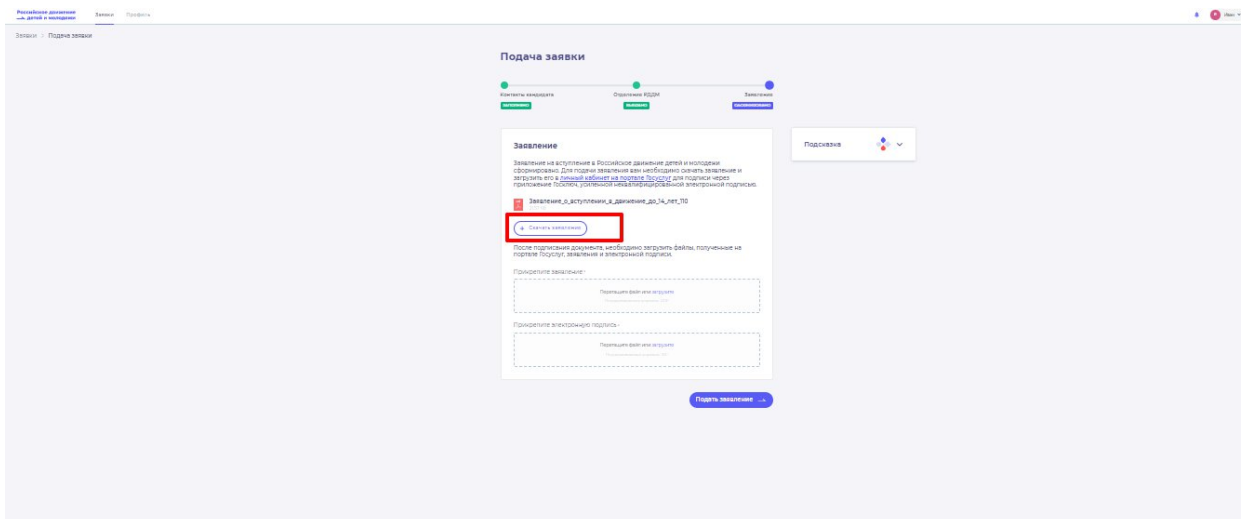 Российское движение
детей и молодежи
Заявки
Профиль
Имя
Заявки / Подача заявки
Подача заявки
Контакты кандидата
Отделение РДДМ
Заявление
ЗАПОЛНЕНО
ВЫБРАНО
Заявление
Подсказка
Заявление на вступление в Российское движение детей и молодежи
сформировано. Для подачи заявления вам необходимо скачать заявление и
загрузить его в личный кабинет на портале Госуслуг для подписи через
приложение Госключ, усиленной неквалифицированной электронной подписью.
Заявление_о_вступлении_в_движение_до_14_лет_110
Скачать заявление
После подписания документа, необходимо загрузить файлы, полученные на
портале Госуслуг, заявления и электронной подписи.
Прикрепите заявление
Перетащите файл или загрузите
Прикрепите электронную подпись
Перетащите файл или загрузите
Подать заявление